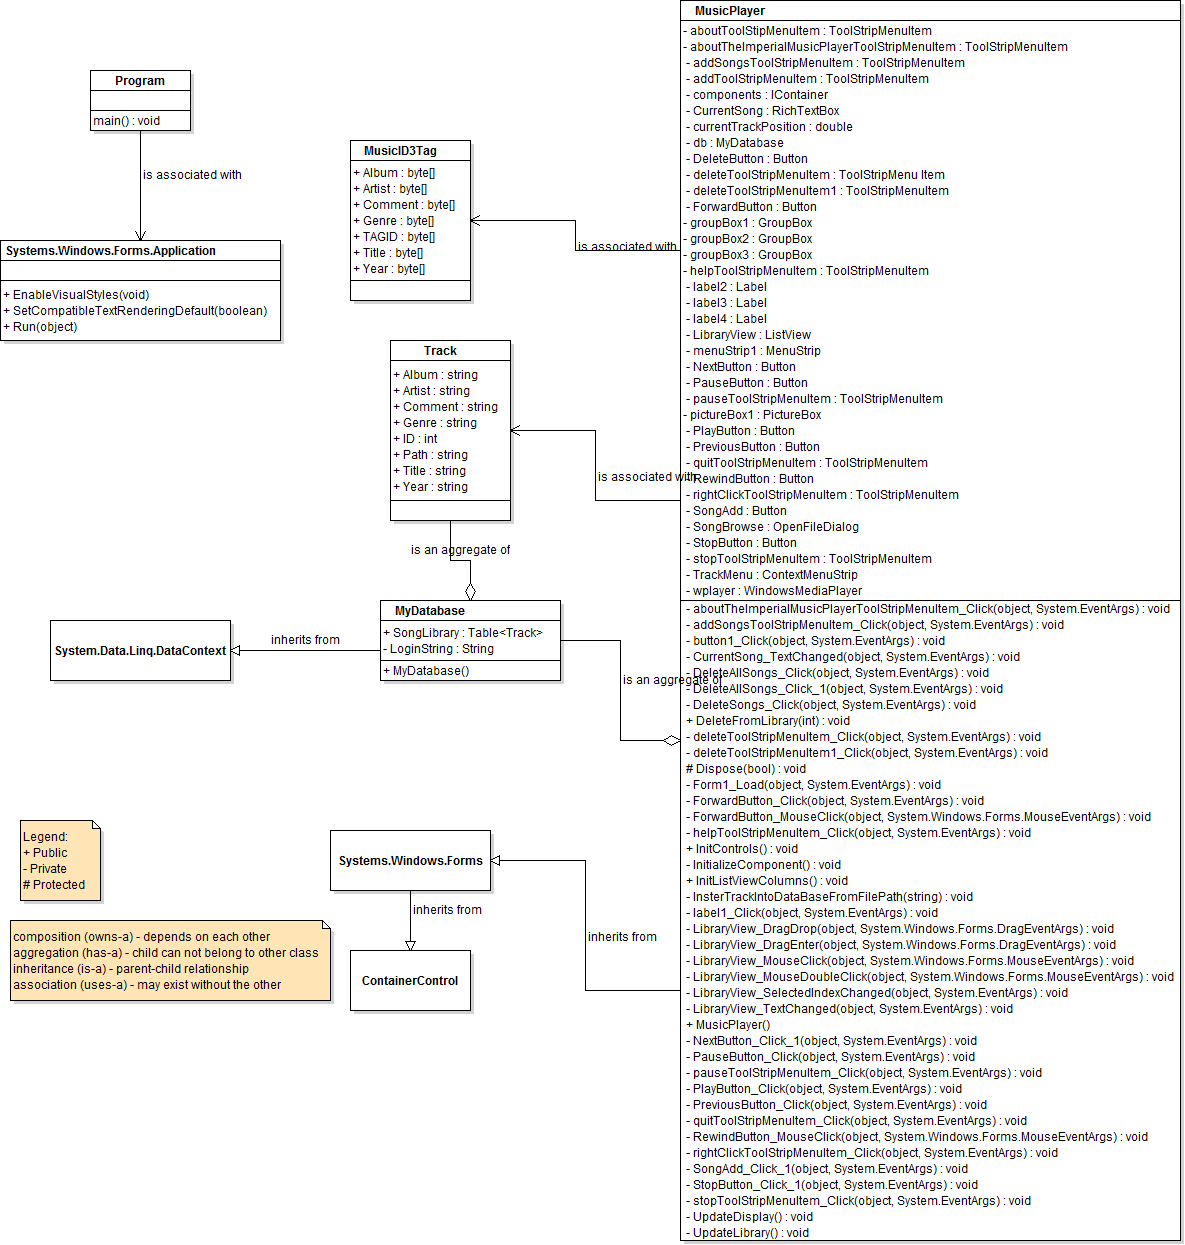 Program
main() : void
is associated with
Systems.Windows.Forms.Application
+ EnableVisualStyles(void)
+ SetCompatibleTextRenderingDefault(boolean)
+ Run(object)
MusicID3Tag
+ Album : byte[]
+ Artist : byte[]
+ Comment : byte[]
+ Genre : byte[]
+ TAGID : byte[]
+ Title : byte[]
+ Year : byte[]
is associated with
Track
+ Album : string
+ Artist : string
+ Comment : string
+ Genre : string
+ ID : int
+ Path : string
+ Title : string
+ Year : string
is associated with
is an aggregate of
MyDatabase
+ SongLibrary : Table<Track>
- LoginString : String
+ MyDatabase()
inherits from
System.Data.Linq.DataContext
is an aggregate of
Systems.Windows.Forms
inherits from
inherits from
ContainerControl
Legend:
+ Public
- Private
# Protected
composition (owns-a) - depends on each other
aggregation (has-a) - child can not belong to other class
inheritance (is-a) - parent-child relationship
association (uses-a) - may exist without the other
MusicPlayer
- aboutToolStipMenuItem : ToolStripMenuItem
- aboutTheImperialMusicPlayerToolStripMenuItem : ToolStripMenuItem
- addSongsToolStripMenuItem : ToolStripMenuItem
- addToolStripMenuItem : ToolStripMenuItem
- components : IContainer
- CurrentSong : RichTextBox
- currentTrackPosition : double
- db : MyDatabase
- DeleteButton : Button
- deleteToolStripMenuItem : ToolStripMenu Item
- deleteToolStripMenuItem1 : ToolStripMenuItem
- ForwardButton : Button
- groupBox1 : GroupBox
- groupBox2 : GroupBox
- groupBox3 : GroupBox
- helpToolStripMenuItem : ToolStripMenuItem
- label2 : Label
- label3 : Label
- label4 : Label
- LibraryView : ListView
- menuStrip1 : MenuStrip
- NextButton : Button
- PauseButton : Button
- pauseToolStripMenuItem : ToolStripMenuItem
- pictureBox1 : PictureBox
- PlayButton : Button
- PreviousButton : Button
- quitToolStripMenuItem : ToolStripMenuItem
- RewindButton : Button
- rightClickToolStripMenuItem : ToolStripMenuItem
- SongAdd : Button
- SongBrowse : OpenFileDialog
- StopButton : Button
- stopToolStripMenuItem : ToolStripMenuItem
- TrackMenu : ContextMenuStrip
- wplayer : WindowsMediaPlayer
- aboutTheImperialMusicPlayerToolStripMenuItem_Click(object, System.EventArgs) : void
- addSongsToolStripMenuItem_Click(object, System.EventArgs) : void
- button1_Click(object, System.EventArgs) : void
- CurrentSong_TextChanged(object, System.EventArgs) : void
- DeleteAllSongs_Click(object, System.EventArgs) : void
- DeleteAllSongs_Click_1(object, System.EventArgs) : void
- DeleteSongs_Click(object, System.EventArgs) : void
+ DeleteFromLibrary(int) : void
- deleteToolStripMenuItem_Click(object, System.EventArgs) : void
- deleteToolStripMenuItem1_Click(object, System.EventArgs) : void
# Dispose(bool) : void
- Form1_Load(object, System.EventArgs) : void
- ForwardButton_Click(object, System.EventArgs) : void
- ForwardButton_MouseClick(object, System.Windows.Forms.MouseEventArgs) : void
- helpToolStripMenuItem_Click(object, System.EventArgs) : void
+ InitControls() : void
- InitializeComponent() : void
+ InitListViewColumns() : void
- InsterTrackIntoDataBaseFromFilePath(string) : void
- label1_Click(object, System.EventArgs) : void
- LibraryView_DragDrop(object, System.Windows.Forms.DragEventArgs) : void
- LibraryView_DragEnter(object, System.Windows.Forms.DragEventArgs) : void
- LibraryView_MouseClick(object, System.Windows.Forms.MouseEventArgs) : void
- LibraryView_MouseDoubleClick(object, System.Windows.Forms.MouseEventArgs) : void
- LibraryView_SelectedIndexChanged(object, System.EventArgs) : void
- LibraryView_TextChanged(object, System.EventArgs) : void
+ MusicPlayer()
- NextButton_Click_1(object, System.EventArgs) : void
- PauseButton_Click(object, System.EventArgs) : void
- pauseToolStripMenuItem_Click(object, System.EventArgs) : void
- PlayButton_Click(object, System.EventArgs) : void
- PreviousButton_Click(object, System.EventArgs) : void
- quitToolStripMenuItem_Click(object, System.EventArgs) : void
- RewindButton_MouseClick(object, System.Windows.Forms.MouseEventArgs) : void
- rightClickToolStripMenuItem_Click(object, System.EventArgs) : void
- SongAdd_Click_1(object, System.EventArgs) : void
- StopButton_Click_1(object, System.EventArgs) : void
- stopToolStripMenuItem_Click(object, System.EventArgs) : void
- UpdateDisplay() : void
- UpdateLibrary() : void